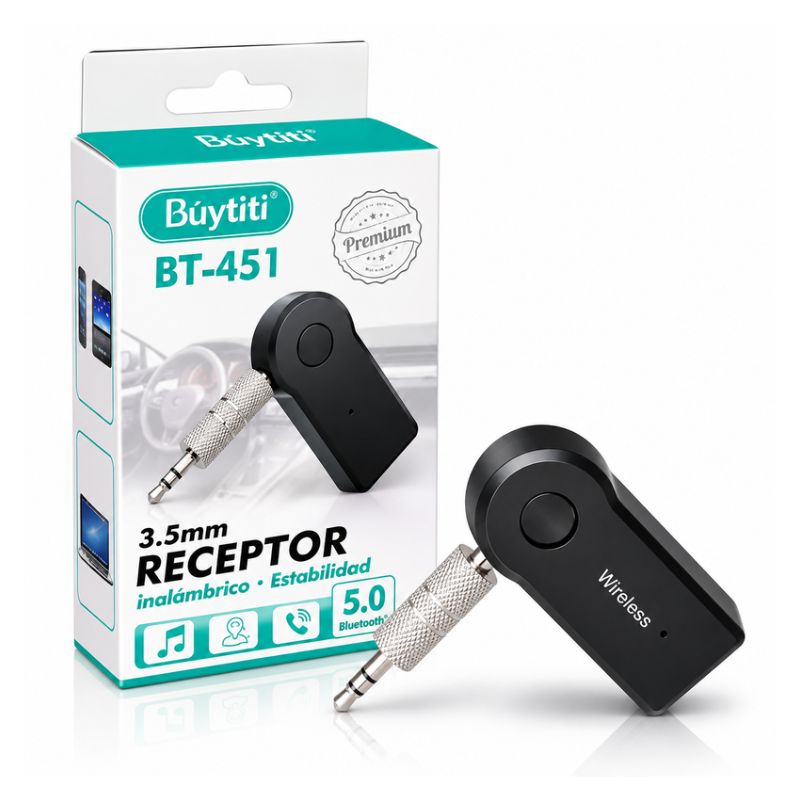 Búytiti®
Búytiti®
BT-451
Premium
3.5mm
RECEPTOR
inalámbrico · Estabilidad
5.0
Bluetooth®
Wireless